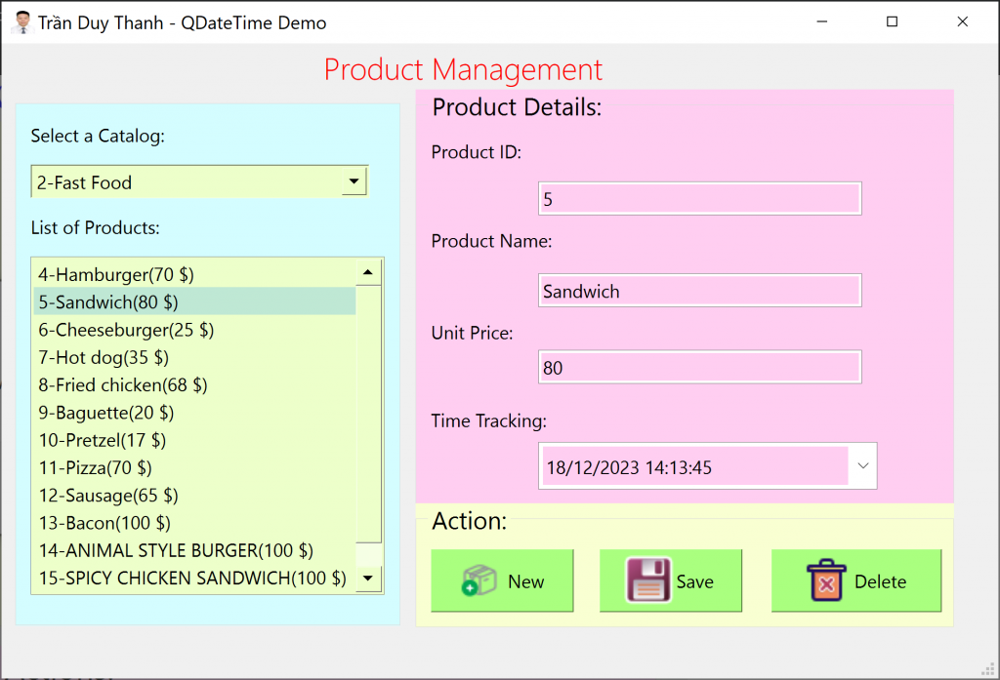 Trần Duy Thanh - QDateTime Demo
Product Management
Select a Catalog:
2-Fast Food
List of Products:
4-Hamburger(70 $)
5-Sandwich(80 $)
6-Cheeseburger(25 $)
7-Hot dog(35 $)
8-Fried chicken(68 $)
9-Baguette(20 $)
10-Pretzel(17 $)
11-Pizza(70 $)
12-Sausage(65 $)
13-Bacon(100 $)
14-ANIMAL STYLE BURGER(100 $)
15-SPICY CHICKEN SANDWICH(100 $)
Product Details:
Product ID:
5
Product Name:
Sandwich
Unit Price:
80
Time Tracking:
18/12/2023 14:13:45
Action:
New
Save
Delete